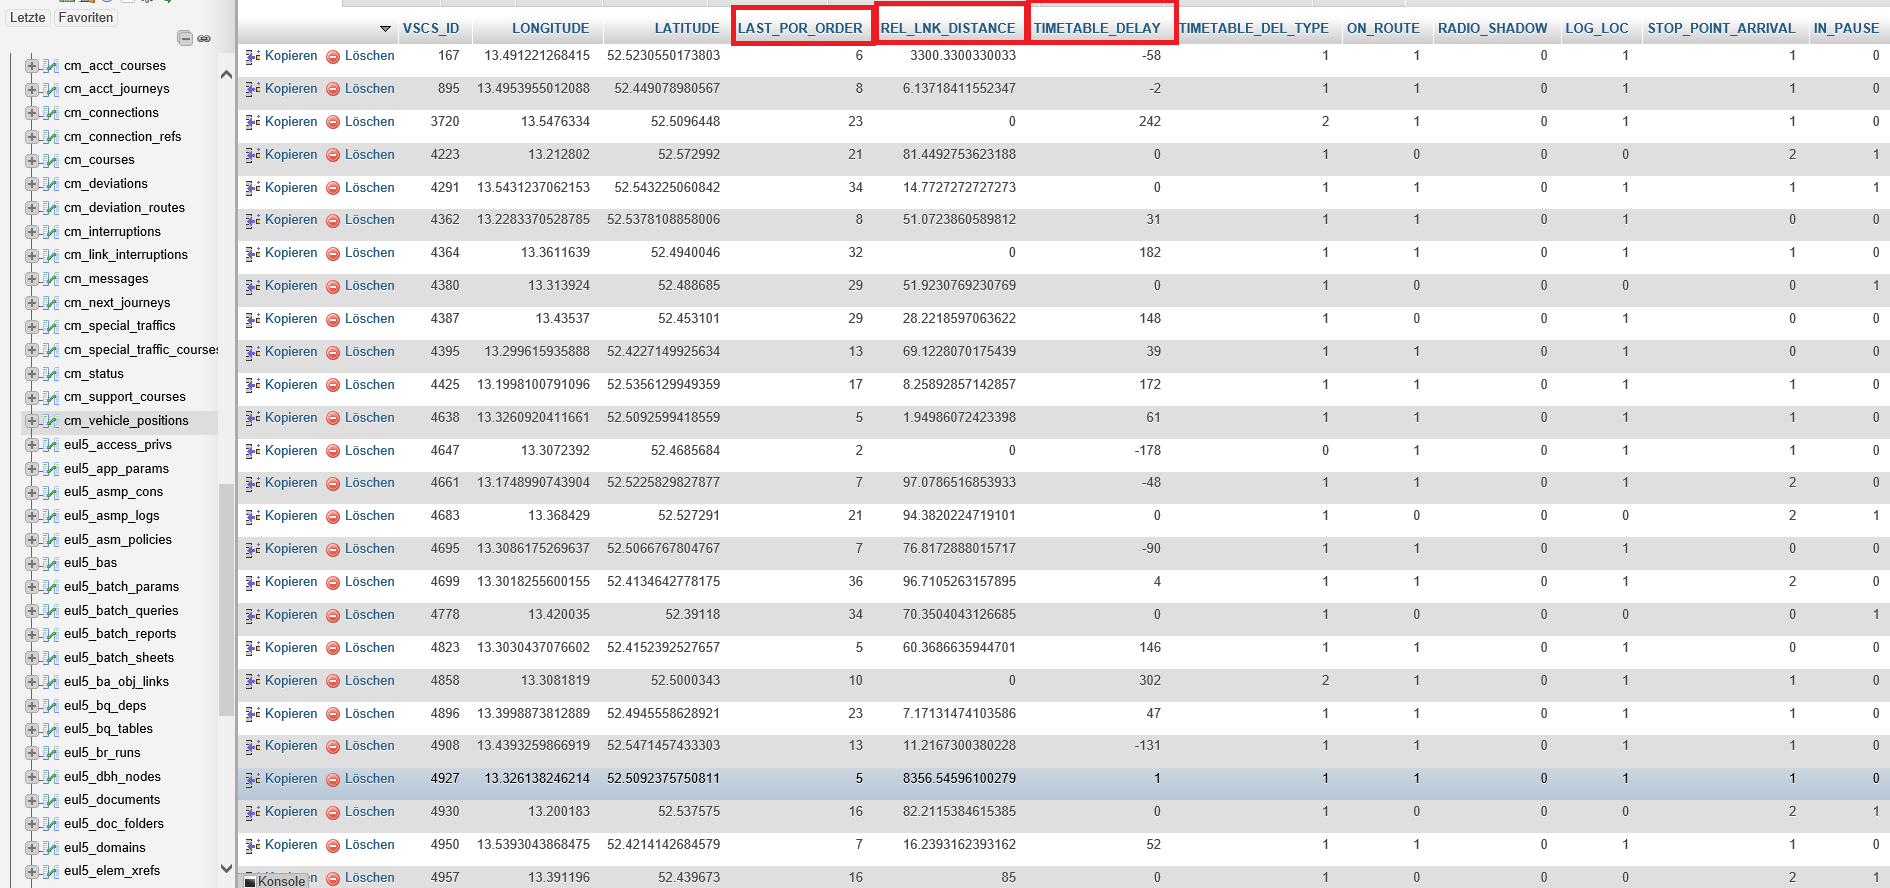 Letzte Favoriten
cm_acct_courses
cm_acct_journeys
cm_connections
cm_connection_refs
cm_courses
cm_deviations
cm_deviation_routes
cm_interruptions
cm_link_interruptions
cm_messages
cm_next_journeys
cm_special_traffics
cm_special_traffic_courses
cm_status
cm_support_courses
cm_vehicle_positions
eul5_access_privs
eul5_app_params
eul5_asmp_cons
eul5_asmp_logs
eul5_asm_policies
eul5_bas
eul5_batch_params
eul5_batch_queries
eul5_batch_reports
eul5_batch_sheets
eul5_ba_obj_links
eul5_bq_deps
eul5_bq_tables
eul5_br_runs
eul5_dbh_nodes
eul5_documents
eul5_doc_folders
eul5_domains
eul5_elem_xrefs
VSCS_ID LONGITUDE LATITUDE LAST_POR_ORDER REL_LNK_DISTANCE TIMETABLE_DELAY TIMETABLE_DEL_TYPE ON_ROUTE RADIO_SHADOW LOG_LOC STOP_POINT_ARRIVAL IN_PAUSE
Kopieren Löschen 167 13.491221268415 52.5230550173803 6 3300.3300330033 -58 1 1 0 1 1 0
Kopieren Löschen 895 13.4953955012088 52.449078980567 8 6.13718411552347 -2 1 1 0 1 1 0
Kopieren Löschen 3720 13.5476334 52.5096448 23 0 242 2 1 0 1 1 0
Kopieren Löschen 4223 13.212802 52.572992 21 81.4492753623188 0 1 0 0 0 2 1
Kopieren Löschen 4291 13.5431237062153 52.543225060842 34 14.7727272727273 0 1 1 0 1 1 1
Kopieren Löschen 4362 13.2283370528785 52.5378108858006 8 51.0723860589812 31 1 1 0 1 0 0
Kopieren Löschen 4364 13.3611639 52.4940046 32 0 182 1 1 0 1 1 0
Kopieren Löschen 4380 13.313924 52.488685 29 51.9230769230769 0 1 0 0 0 0 1
Kopieren Löschen 4387 13.43537 52.453101 29 28.2218597063622 148 1 1 0 1 0 0
Kopieren Löschen 4395 13.299615935888 52.4227149925634 13 69.1228070175439 39 1 1 0 1 0 0
Kopieren Löschen 4425 13.1998100791096 52.5356129949359 17 8.25892857142857 172 1 1 0 1 1 0
Kopieren Löschen 4638 13.3260920411661 52.5092599418559 5 1.94986072423398 61 1 1 0 1 1 0
Kopieren Löschen 4647 13.3072392 52.4685684 2 0 -178 0 1 0 1 1 0
Kopieren Löschen 4661 13.1748990743904 52.5225829827877 7 97.0786516853933 -48 1 1 0 1 2 0
Kopieren Löschen 4683 13.368429 52.527291 21 94.3820224719101 0 1 0 0 0 2 1
Kopieren Löschen 4695 13.3086175269637 52.5066767804767 7 76.8172888015717 -90 1 1 0 1 0 0
Kopieren Löschen 4699 13.3018255600155 52.4134642778175 36 96.7105263157895 4 1 1 0 1 2 0
Kopieren Löschen 4778 13.420035 52.39118 34 70.3504043126685 0 1 0 0 0 0 1
Kopieren Löschen 4823 13.3030437076602 52.4152392527657 5 60.3686635944701 146 1 1 0 1 0 0
Kopieren Löschen 4858 13.3081819 52.5000343 10 0 302 2 1 0 1 1 0
Kopieren Löschen 4896 13.3998873812889 52.4945558628921 23 7.17131474103586 47 1 1 0 1 1 0
Kopieren Löschen 4908 13.4393259866919 52.5471457433303 13 11.2167300380228 -131 1 1 0 1 1 0
Kopieren Löschen 4927 13.326138246214 52.5092375750811 5 8356.54596100279 1 1 1 0 1 1 0
Kopieren Löschen 4930 13.200183 52.537575 16 82.2115384615385 0 1 0 0 0 2 1
Kopieren Löschen 4950 13.5393043868475 52.4214142684579 7 16.2393162393162 52 1 1 0 1 1 0
Kopieren Löschen 4957 13.391196 52.439673 16 85 0 1 0 0 0 2 1
Konsole